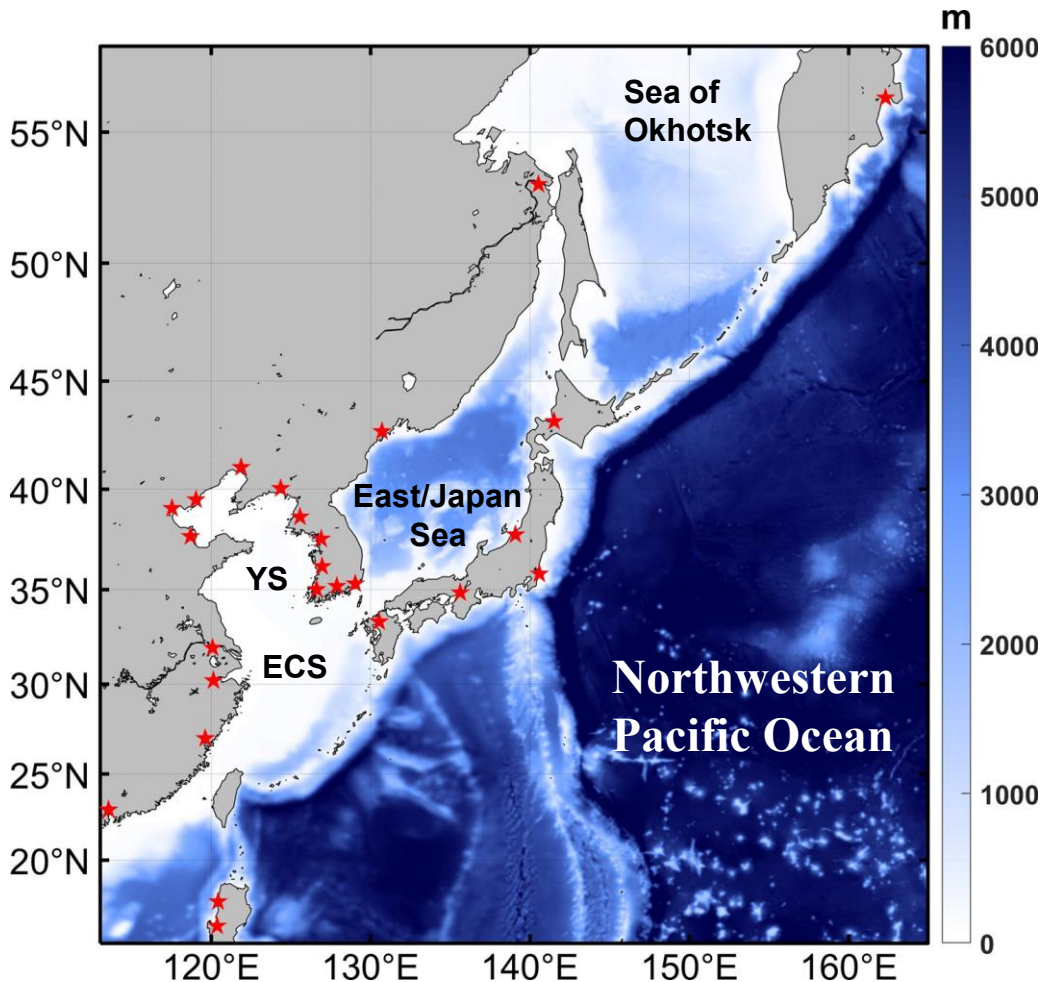 m
6000
5000
4000
3000
2000
1000
0
55°N
50°N
45°N
40°N
35°N
30°N
25°N
20°N
Sea of
Okhotsk
East/Japan
Sea
YS
ECS
Northwestern
Pacific Ocean
120°E
130°E
140°E
150°E
160°E